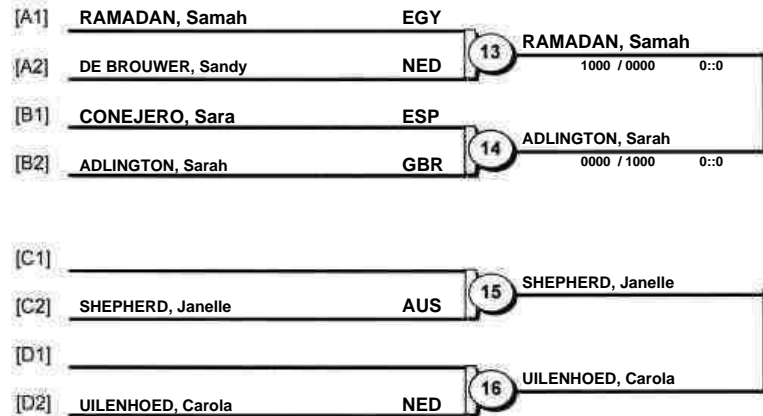 [A1] RAMADAN, Samah EGY
13 RAMADAN, Samah
[A2] DE BROUWER, Sandy NED
1000 / 0000 0::0
[B1] CONEJERO, Sara ESP
14 ADLINGTON, Sarah
[B2] ADLINGTON, Sarah GBR
0000 / 1000 0::0
[C1]
15 SHEPHERD, Janelle
[C2] SHEPHERD, Janelle AUS
[D1]
16 UILENHOED, Carola
[D2] UILENHOED, Carola NED